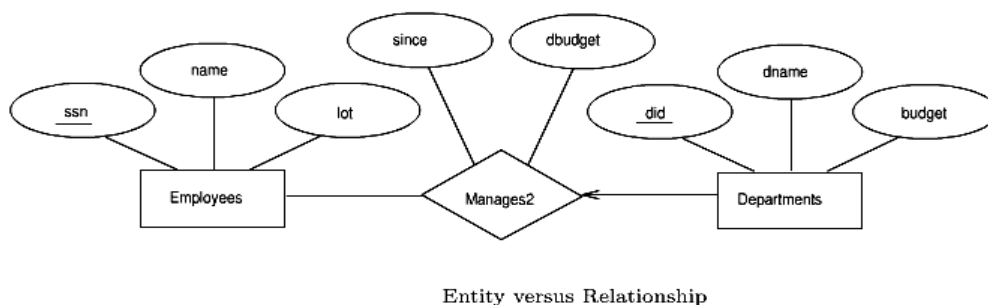 since
dbudget
name
dname
ssn
lot
did
budget
Employees
Manages2
Departments
Entity versus Relationship